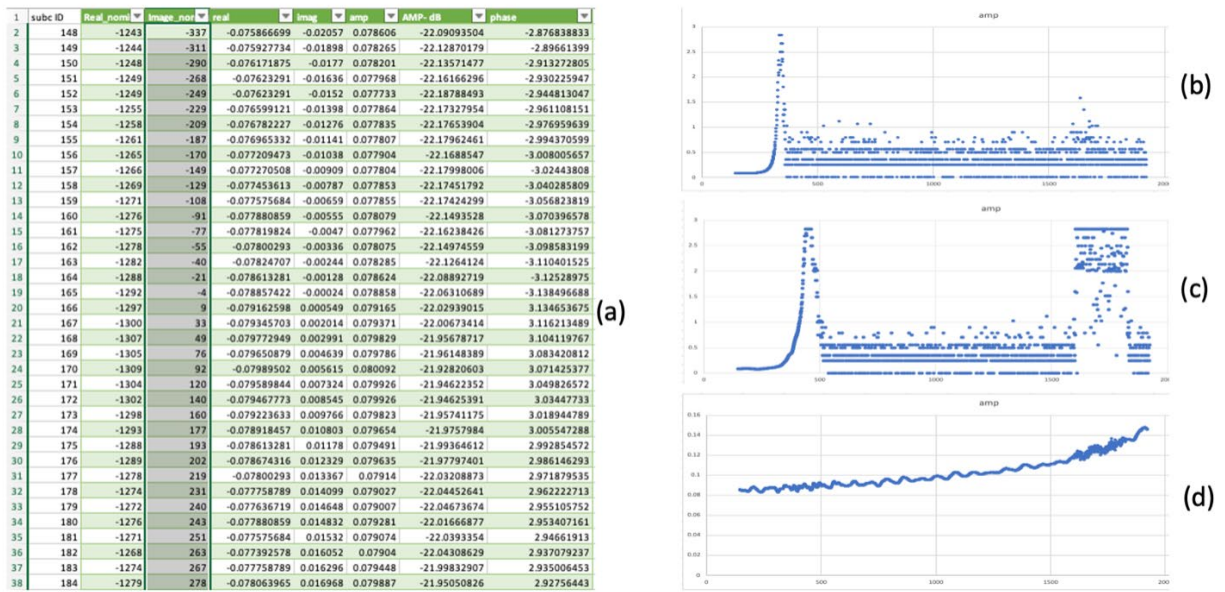 1 subc ID Real_nomi Image_nor real imag amp AMP- dB phase
2 148 -1243 -337 -0.075866699 -0.02057 0.078606 -22.09093504 -2.876838833
3 149 -1244 -311 -0.075927734 -0.01898 0.078265 -22.12870179 -2.89661399
4 150 -1248 -290 -0.076171875 -0.0177 0.078201 -22.13571477 -2.913272805
5 151 -1249 -268 -0.07623291 -0.01636 0.077968 -22.16166296 -2.930225947
6 152 -1249 -249 -0.07623291 -0.0152 0.077733 -22.18788493 -2.944813047
7 153 -1255 -229 -0.076599121 -0.01398 0.077864 -22.17327954 -2.961108151
8 154 -1258 -209 -0.076782227 -0.01276 0.077835 -22.17653904 -2.976959639
9 155 -1261 -187 -0.076965332 -0.01141 0.077807 -22.17962461 -2.994370599
10 156 -1265 -170 -0.077209473 -0.01038 0.077904 -22.1688547 -3.008005657
11 157 -1266 -149 -0.077270508 -0.00909 0.077804 -22.17998006 -3.02443808
12 158 -1269 -129 -0.077453613 -0.00787 0.077853 -22.17451792 -3.040285809
13 159 -1271 -108 -0.077575684 -0.00659 0.077855 -22.17424299 -3.056823819
14 160 -1276 -91 -0.077880859 -0.00555 0.078079 -22.1493528 -3.070396578
15 161 -1275 -77 -0.077819824 -0.0047 0.077962 -22.16238426 -3.081273757
16 162 -1278 -55 -0.07800293 -0.00336 0.078075 -22.14974559 -3.098583199
17 163 -1282 -40 -0.07824707 -0.00244 0.078285 -22.1264124 -3.110401525
18 164 -1288 -21 -0.078613281 -0.00128 0.078624 -22.08892719 -3.12528975
19 165 -1292 -4 -0.078857422 -0.00024 0.078858 -22.06310689 -3.138496688
20 166 -1297 9 -0.079162598 0.000549 0.079165 -22.02939015 3.134653675
21 167 -1300 33 -0.079345703 0.002014 0.079371 -22.00673414 3.116213489
22 168 -1307 49 -0.079772949 0.002991 0.079829 -21.95678717 3.104119767
23 169 -1305 76 -0.079650879 0.004639 0.079786 -21.96148389 3.083420812
24 170 -1309 92 -0.07989502 0.005615 0.080092 -21.92820603 3.071425377
25 171 -1304 120 -0.079589844 0.007324 0.079926 -21.94622352 3.049826572
26 172 -1302 140 -0.079467773 0.008545 0.079926 -21.94625391 3.03447733
27 173 -1298 160 -0.079223633 0.009766 0.079823 -21.95741175 3.018944789
28 174 -1293 177 -0.078918457 0.010803 0.079654 -21.9759784 3.005547288
29 175 -1288 193 -0.078613281 0.01178 0.079491 -21.99364612 2.992854572
30 176 -1289 202 -0.078674316 0.012329 0.079635 -21.97797401 2.986146293
31 177 -1278 219 -0.07800293 0.013367 0.07914 -22.03208873 2.971879535
32 178 -1274 231 -0.077758789 0.014099 0.079027 -22.04452641 2.962222713
33 179 -1272 240 -0.077636719 0.014648 0.079007 -22.04673674 2.955105752
34 180 -1276 243 -0.077880859 0.014832 0.079281 -22.01666877 2.953407161
35 181 -1271 251 -0.077575684 0.01532 0.079074 -22.0393354 2.94661913
36 182 -1268 263 -0.077392578 0.016052 0.07904 -22.04308629 2.937079237
37 183 -1274 267 -0.077758789 0.016296 0.079448 -21.99832907 2.935006453
38 184 -1279 278 -0.078063965 0.016968 0.079887 -21.95050826 2.92756443
(a)
amp
3
2.5
2
1.5
1
0.5
0
0 500 1000 1500 200
(b)
amp
3
2.5
2
1.5
1
0.5
0
0 500 1000 1500 200
(c)
amp
0.16
0.14
0.12
0.1
0.08
0.06
0.04
0.02
0
0 500 1000 1500 200
(d)